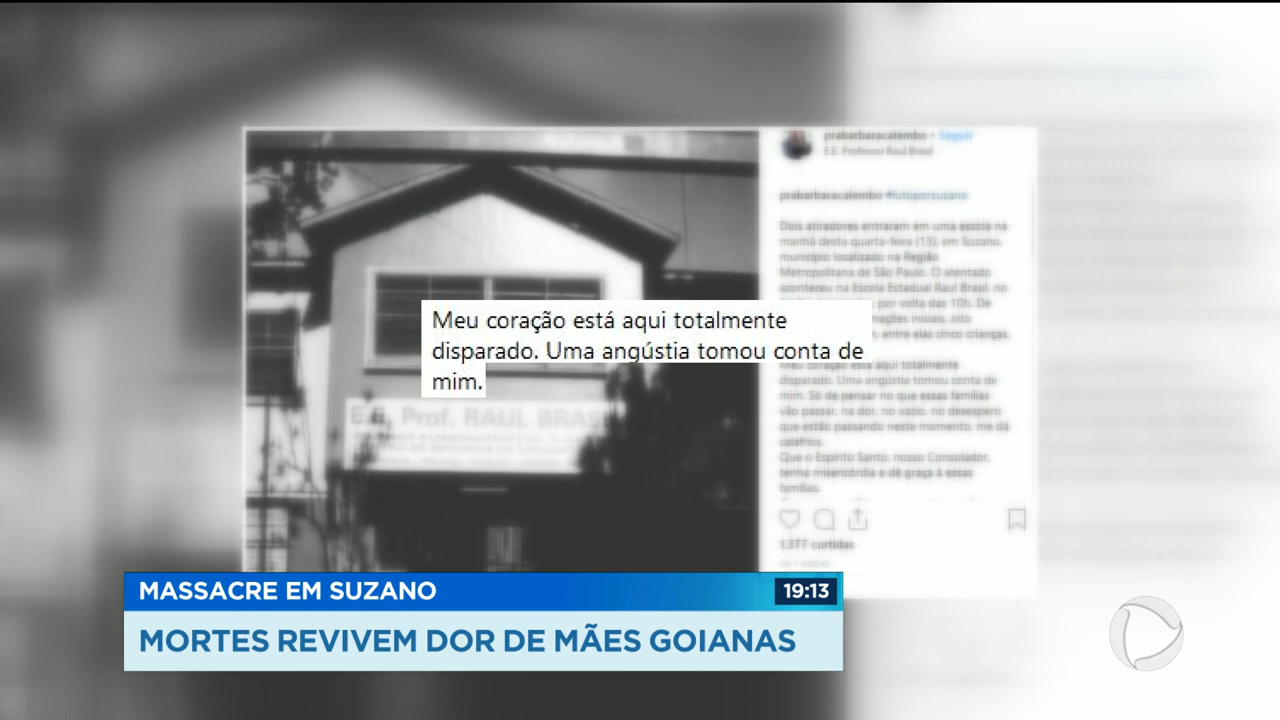 prabarbaracalembo • Seguir
E.E. Professor Raul Brasil
prabarbaracalembo #lutoporsuzano
Dois atiradores entraram em uma escola na
manhã desta quarta-feira (13), em Suzano,
município localizado na Região
Metropolitana de São Paulo. O atentado
aconteceu na Escola Estadual Raul Brasil, no
, por volta das 10h. De
mações iniciais, oito
entre elas cinco crianças.
Meu coração está aqui totalmente
disparado. Uma angústia tomou conta de
mim.
Meu coração está aqui totalmente
disparado. Uma angústia tomou conta de
mim. Só de pensar no que essas famílias
vão passar, na dor, no vazio, no desespero
que estão passando neste momento, me dá
calafrios.
Que o Espírito Santo, nosso Consolador,
tenha misericórdia e dê graça à essas
famílias.
1.377 curtidas
E.E. Prof. RAUL BRAS
MASSACRE EM SUZANO
19:13
MORTES REVIVEM DOR DE MÃES GOIANAS